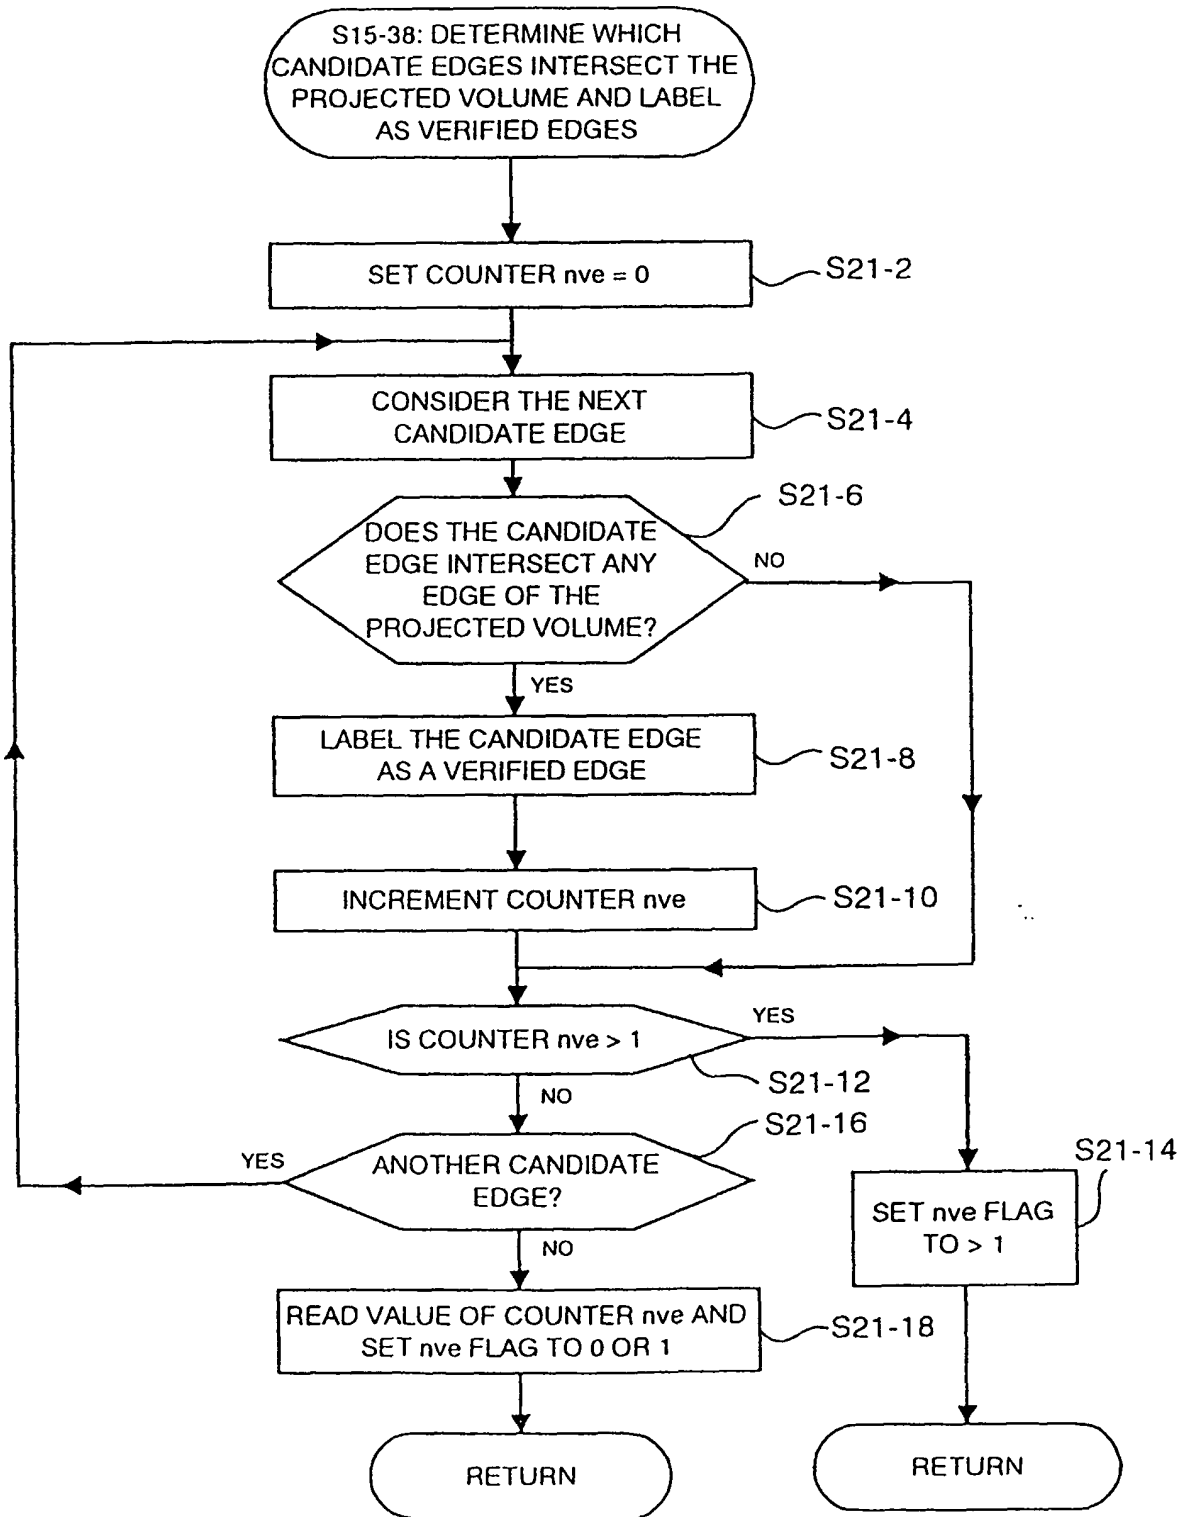 S15-38: DETERMINE WHICH
CANDIDATE EDGES INTERSECT THE
PROJECTED VOLUME AND LABEL
AS VERIFIED EDGES
SET COUNTER nve = 0
S21-2
CONSIDER THE NEXT
CANDIDATE EDGE
S21-4
S21-6
DOES THE CANDIDATE
EDGE INTERSECT ANY
EDGE OF THE
PROJECTED VOLUME?
NO
YES
LABEL THE CANDIDATE EDGE
AS A VERIFIED EDGE
S21-8
INCREMENT COUNTER nve
S21-10
IS COUNTER nve > 1
YES
S21-12
NO
S21-16
ANOTHER CANDIDATE
EDGE?
YES
NO
S21-14
SET nve FLAG
TO > 1
READ VALUE OF COUNTER nve AND
SET nve FLAG TO 0 OR 1
S21-18
RETURN
RETURN